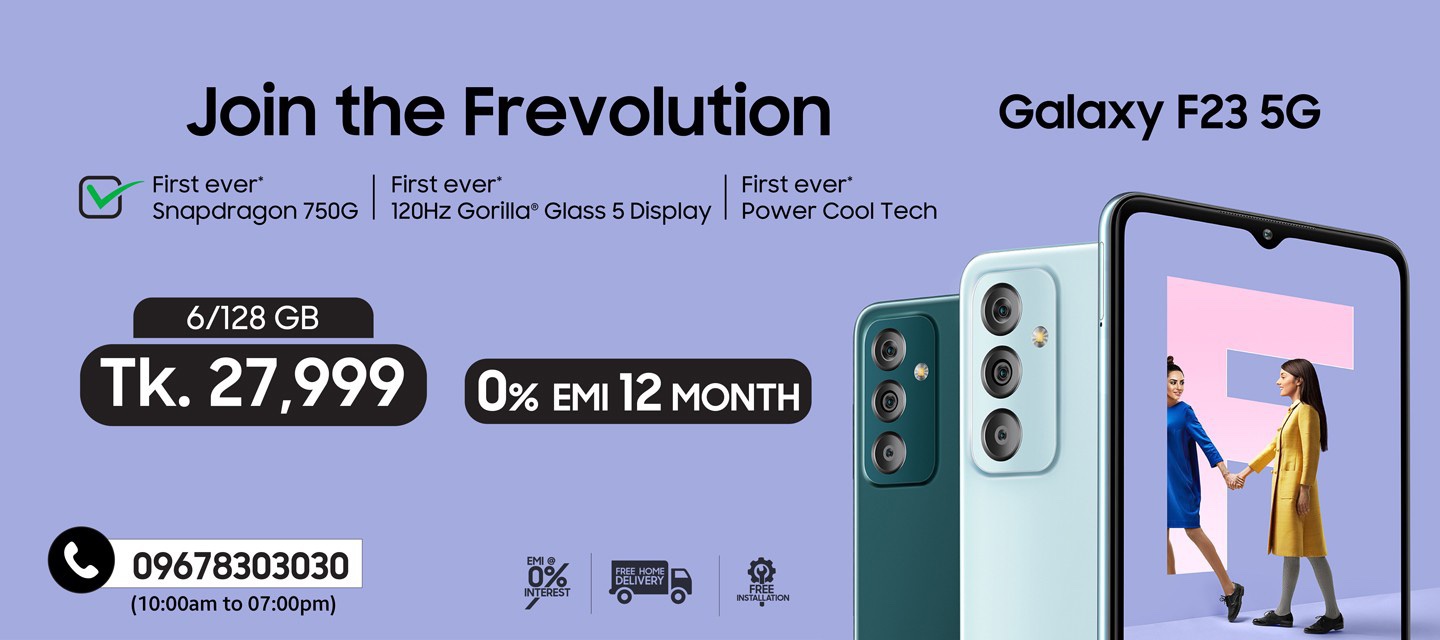 Join the Frevolution
Galaxy F23 5G
First ever*
Snapdragon 750G
First ever*
120Hz Gorilla® Glass 5 Display
First ever*
Power Cool Tech
6/128 GB
Tk. 27,999
0% EMI 12 MONTH
09678303030
(10:00am to 07:00pm)
EMI @
0%
INTEREST
FREE HOME
DELIVERY
FREE
INSTALLATION